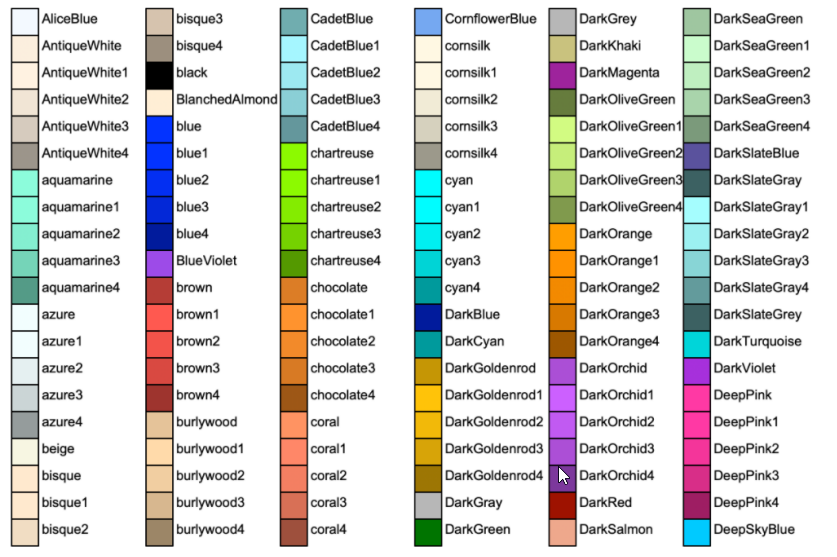 AliceBlue
AntiqueWhite
AntiqueWhite1
AntiqueWhite2
AntiqueWhite3
AntiqueWhite4
aquamarine
aquamarine1
aquamarine2
aquamarine3
aquamarine4
azure
azure1
azure2
azure3
azure4
beige
bisque
bisque1
bisque2
bisque3
bisque4
black
BlanchedAlmond
blue
blue1
blue2
blue3
blue4
BlueViolet
brown
brown1
brown2
brown3
brown4
burlywood
burlywood1
burlywood2
burlywood3
burlywood4
CadetBlue
CadetBlue1
CadetBlue2
CadetBlue3
CadetBlue4
chartreuse
chartreuse1
chartreuse2
chartreuse3
chartreuse4
chocolate
chocolate1
chocolate2
chocolate3
chocolate4
coral
coral1
coral2
coral3
coral4
CornflowerBlue
cornsilk
cornsilk1
cornsilk2
cornsilk3
cornsilk4
cyan
cyan1
cyan2
cyan3
cyan4
DarkBlue
DarkCyan
DarkGoldenrod
DarkGoldenrod1
DarkGoldenrod2
DarkGoldenrod3
DarkGoldenrod4
DarkGray
DarkGreen
DarkGrey
DarkKhaki
DarkMagenta
DarkOliveGreen
DarkOliveGreen1
DarkOliveGreen2
DarkOliveGreen3
DarkOliveGreen4
DarkOrange
DarkOrange1
DarkOrange2
DarkOrange3
DarkOrange4
DarkOrchid
DarkOrchid1
DarkOrchid2
DarkOrchid3
DarkOrchid4
DarkRed
DarkSalmon
DarkSeaGreen
DarkSeaGreen1
DarkSeaGreen2
DarkSeaGreen3
DarkSeaGreen4
DarkSlateBlue
DarkSlateGray
DarkSlateGray1
DarkSlateGray2
DarkSlateGray3
DarkSlateGray4
DarkSlateGrey
DarkTurquoise
DarkViolet
DeepPink
DeepPink1
DeepPink2
DeepPink3
DeepPink4
DeepSkyBlue